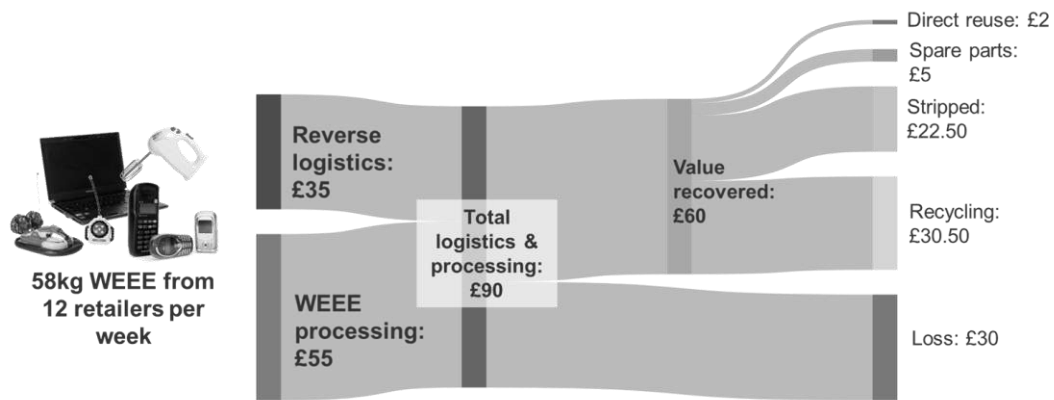 58kg WEEE from
12 retailers per
week
Reverse
logistics:
£35
WEEE
processing:
£55
Total
logistics &
processing:
£90
Value
recovered:
£60
Direct reuse: £2
Spare parts:
£5
Stripped:
£22.50
Recycling:
£30.50
Loss: £30